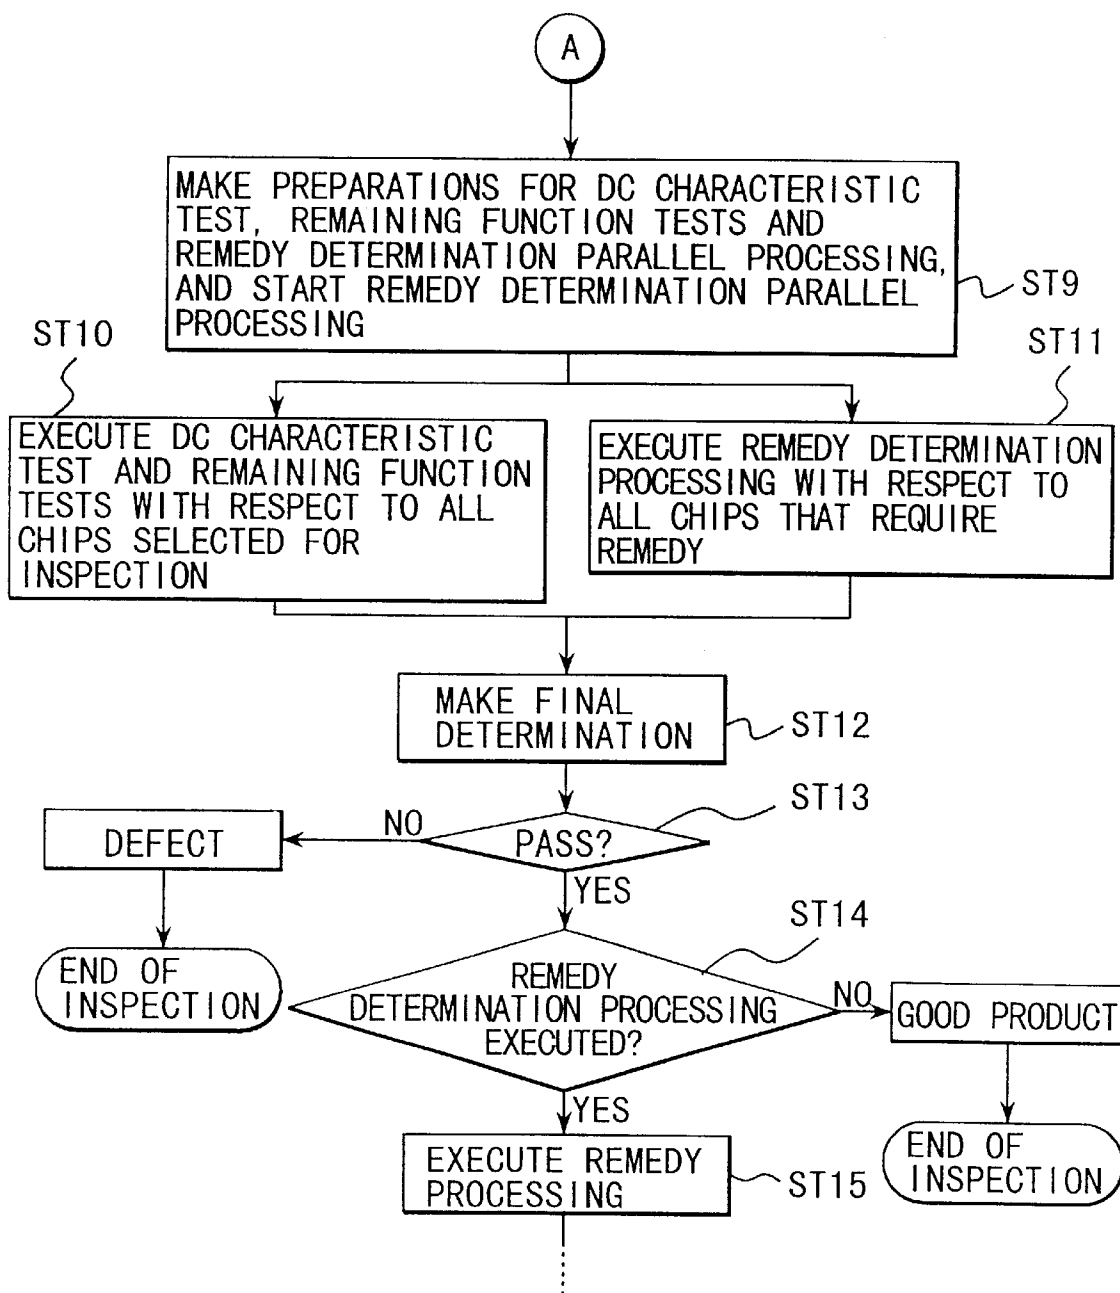 A
MAKE PREPARATIONS FOR DC CHARACTERISTIC
TEST, REMAINING FUNCTION TESTS AND
REMEDY DETERMINATION PARALLEL PROCESSING,
AND START REMEDY DETERMINATION PARALLEL
PROCESSING
ST9
ST10
EXECUTE DC CHARACTERISTIC
TEST AND REMAINING FUNCTION
TESTS WITH RESPECT TO ALL
CHIPS SELECTED FOR
INSPECTION
ST11
EXECUTE REMEDY DETERMINATION
PROCESSING WITH RESPECT TO
ALL CHIPS THAT REQUIRE
REMEDY
MAKE FINAL
DETERMINATION
ST12
ST13
PASS?
NO
DEFECT
END OF
INSPECTION
YES
ST14
REMEDY
DETERMINATION PROCESSING
EXECUTED?
NO
GOOD PRODUCT
END OF
INSPECTION
YES
EXECUTE REMEDY
PROCESSING
ST15